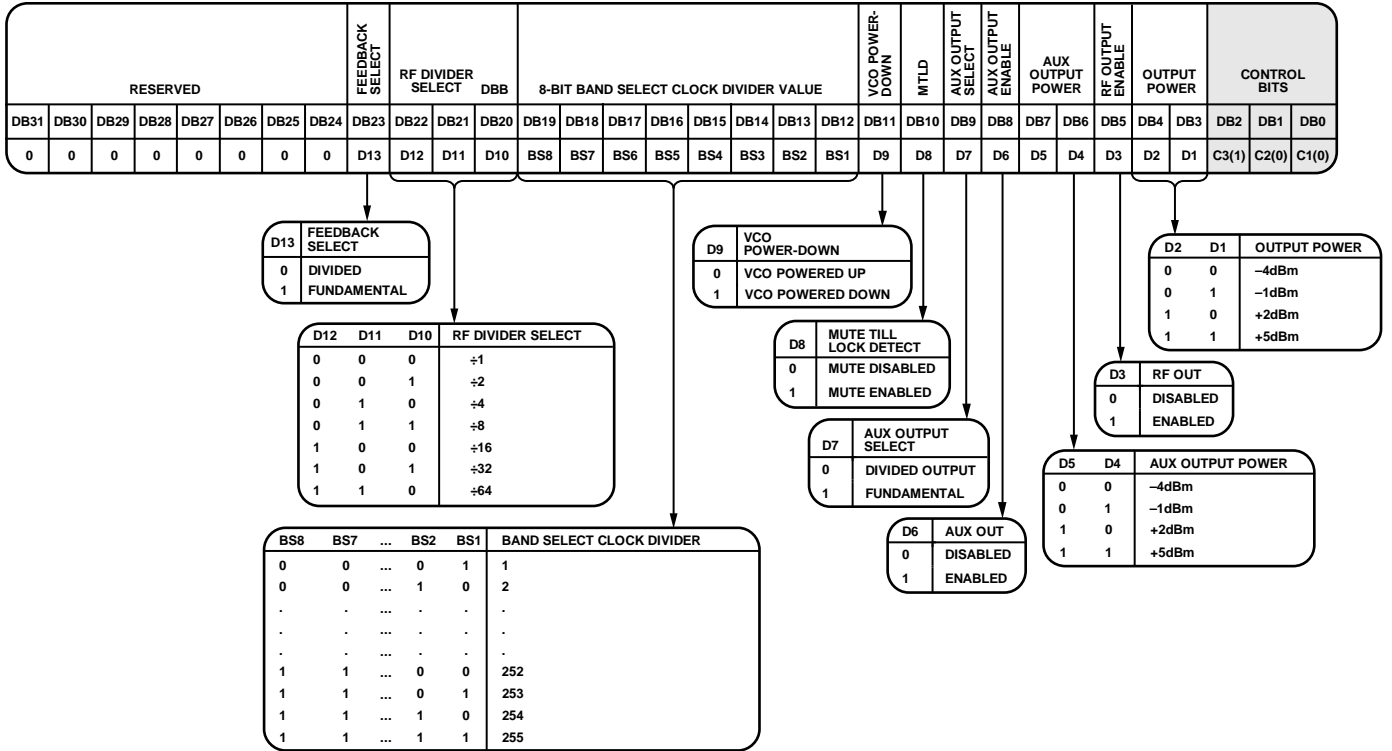 RESERVED
FEEDBACK SELECT
RF DIVIDER SELECT DBB
8-BIT BAND SELECT CLOCK DIVIDER VALUE
VCO POWER-DOWN
MTLD
AUX OUTPUT SELECT
AUX OUTPUT ENABLE
AUX OUTPUT POWER
RF OUTPUT ENABLE
OUTPUT POWER
CONTROL BITS
DB31 DB30 DB29 DB28 DB27 DB26 DB25 DB24 DB23 DB22 DB21 DB20 DB19 DB18 DB17 DB16 DB15 DB14 DB13 DB12 DB11 DB10 DB9 DB8 DB7 DB6 DB5 DB4 DB3 DB2 DB1 DB0
0 0 0 0 0 0 0 0 D13 D12 D11 D10 BS8 BS7 BS6 BS5 BS4 BS3 BS2 BS1 D9 D8 D7 D6 D5 D4 D3 D2 D1 C3(1) C2(0) C1(0)
D13 FEEDBACK SELECT
0 DIVIDED
1 FUNDAMENTAL
D12 D11 D10 RF DIVIDER SELECT
0 0 0 ÷1
0 0 1 ÷2
0 1 0 ÷4
0 1 1 ÷8
1 0 0 ÷16
1 0 1 ÷32
1 1 0 ÷64
BS8 BS7 ... BS2 BS1 BAND SELECT CLOCK DIVIDER
0 0 ... 0 1 1
0 0 ... 1 0 2
. . ... . . .
. . ... . . .
. . ... . . .
1 1 ... 0 0 252
1 1 ... 0 1 253
1 1 ... 1 0 254
1 1 ... 1 1 255
D9 VCO POWER-DOWN
0 VCO POWERED UP
1 VCO POWERED DOWN
D8 MUTE TILL LOCK DETECT
0 MUTE DISABLED
1 MUTE ENABLED
D7 AUX OUTPUT SELECT
0 DIVIDED OUTPUT
1 FUNDAMENTAL
D6 AUX OUT
0 DISABLED
1 ENABLED
D5 D4 AUX OUTPUT POWER
0 0 –4dBm
0 1 –1dBm
1 0 +2dBm
1 1 +5dBm
D3 RF OUT
0 DISABLED
1 ENABLED
D2 D1 OUTPUT POWER
0 0 –4dBm
0 1 –1dBm
1 0 +2dBm
1 1 +5dBm